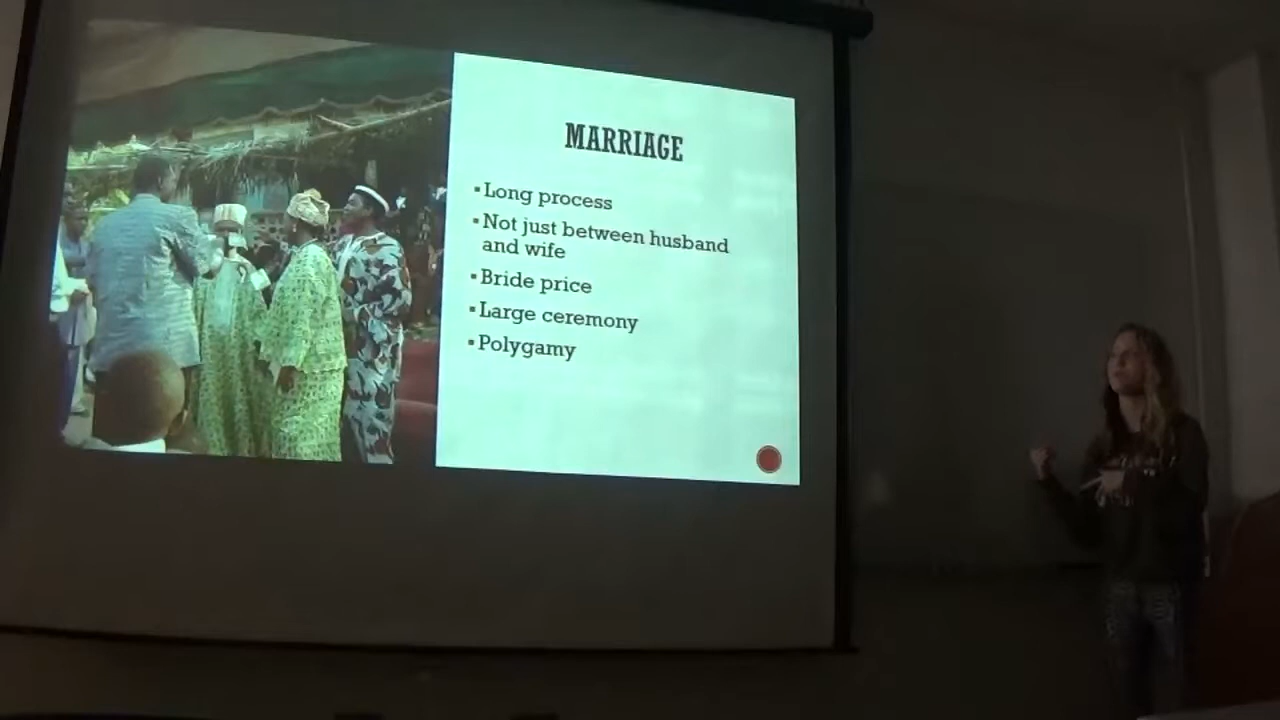 MARRIAGE
▪Long process
▪Not just between husband
and wife
▪Bride price
▪Large ceremony
▪Polygamy